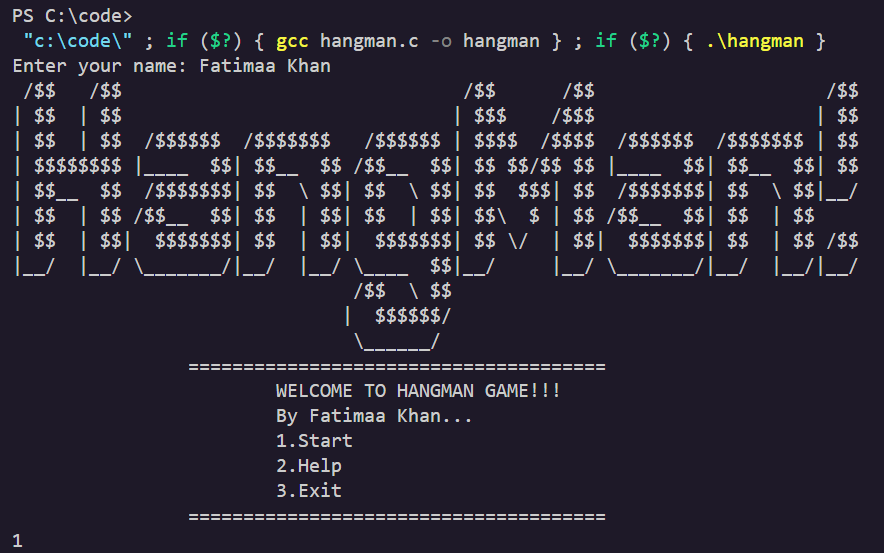 PS C:\code>
 "c:\code\" ; if ($?) { gcc hangman.c -o hangman } ; if ($?) { .\hangman }
Enter your name: Fatimaa Khan
 /$$   /$$                               /$$      /$$                     /$$
| $$  | $$                              | $$$    /$$$                    | $$
| $$  | $$  /$$$$$$  /$$$$$$$   /$$$$$$ | $$$$  /$$$$  /$$$$$$  /$$$$$$$ | $$
| $$$$$$$$ |____  $$| $$__  $$ /$$__  $$| $$ $$/$$ $$ |____  $$| $$__  $$| $$
| $$__  $$  /$$$$$$$| $$  \ $$| $$  \ $$| $$  $$$| $$  /$$$$$$$| $$  \ $$|__/
| $$  | $$ /$$__  $$| $$  | $$| $$  | $$| $$\  $ | $$ /$$__  $$| $$  | $$
| $$  | $$|  $$$$$$$| $$  | $$|  $$$$$$$| $$ \/  | $$|  $$$$$$$| $$  | $$ /$$
|__/  |__/ \_______/|__/  |__/ \____  $$|__/     |__/ \_______/|__/  |__/|__/
                               /$$  \ $$
                              |  $$$$$$/
                               \______/
                ======================================
                        WELCOME TO HANGMAN GAME!!!
                        By Fatimaa Khan...
                        1.Start
                        2.Help
                        3.Exit
                ======================================
1